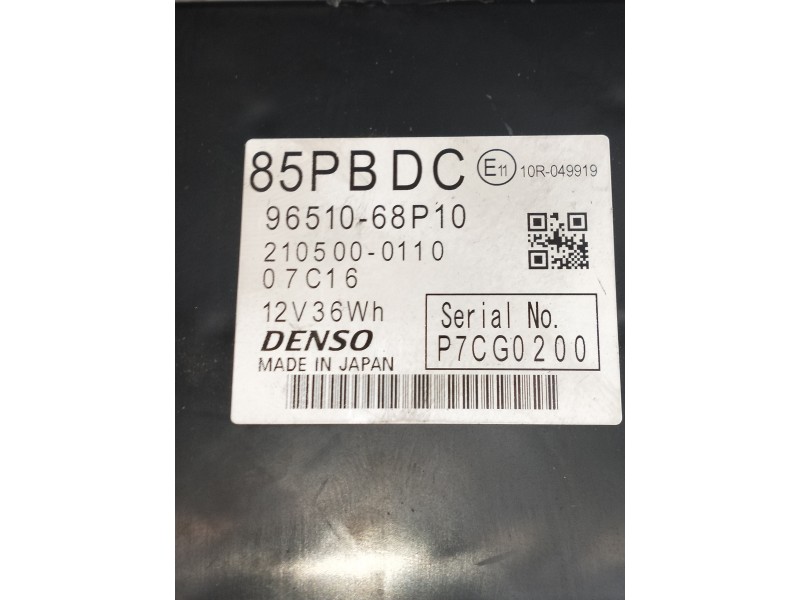 85PBDC E11 10R-049919
96510-68P10
210500-0110
07C16
12V36Wh
DENSO
MADE IN JAPAN
Serial No.
P7CG0200